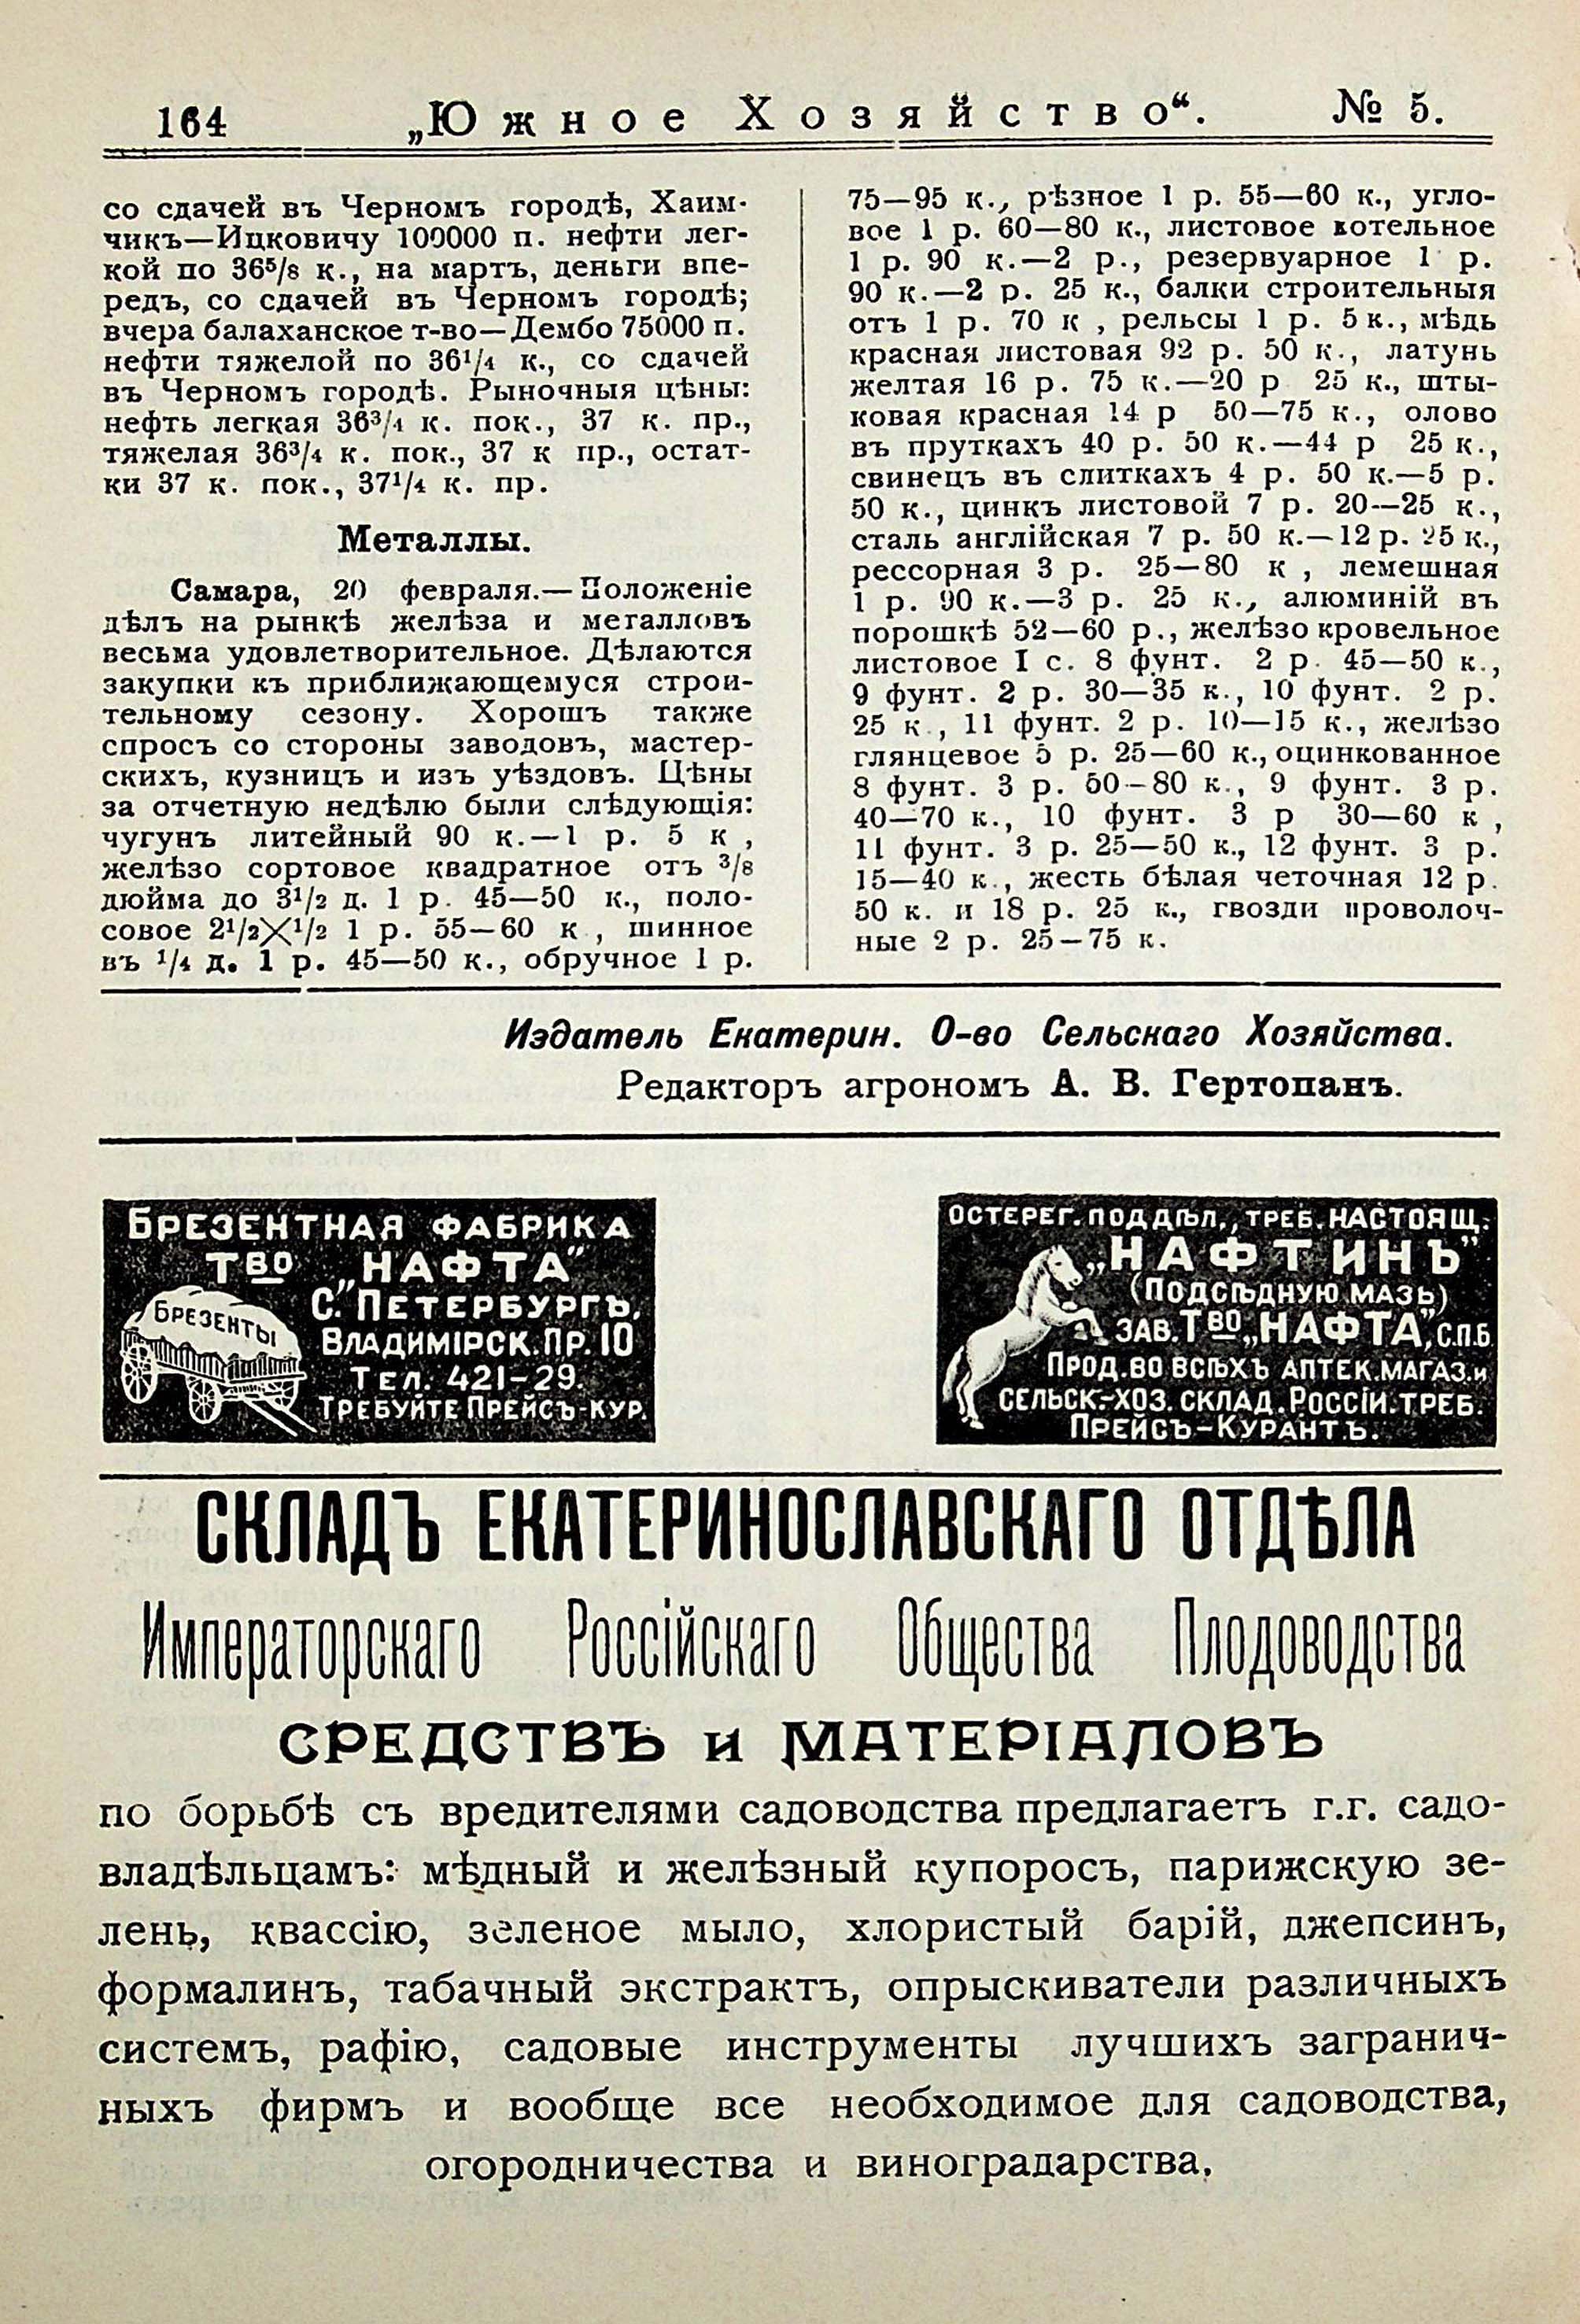 164 „Южное Хозяйство“. № 5.
со сдачей въ Черномъ городѣ, Хаим-
чикъ—Ицковичу 100000 п. нефти лег-
кой по 36⁵/₈ к., на мартъ, деньги впе-
редъ, со сдачей въ Черномъ городѣ;
вчера балаханское т-во—Дембо 75000 п.
нефти тяжелой по 36¹/₄ к., со сдачей
въ Черномъ городѣ. Рыночныя цѣны:
нефть легкая 36³/₄ к. пок., 37 к. пр.,
тяжелая 36³/₄ к. пок., 37 к пр., остат-
ки 37 к. пок., 37¹/₄ к. пр.
Металлы.
Самара, 20 февраля.—Положеніе
дѣлъ на рынкѣ желѣза и металловъ
весьма удовлетворительное. Дѣлаются
закупки къ приближающемуся строи-
тельному сезону. Хорошъ также
спросъ со стороны заводовъ, мастер-
скихъ, кузницъ и изъ уѣздовъ. Цѣны
за отчетную недѣлю были слѣдующія:
чугунъ литейный 90 к.—1 р. 5 к ,
желѣзо сортовое квадратное отъ ³/₈
дюйма до 3¹/₂ д. 1 р. 45—50 к., поло-
совое 2¹/₂×¹/₂ 1 р. 55—60 к , шинное
въ ¹/₄ д. 1 р. 45—50 к., обручное 1 р.
75—95 к., рѣзное 1 р. 55—60 к., угло-
вое 1 р. 60—80 к., листовое котельное
1 р. 90 к.—2 р., резервуарное 1 р.
90 к.—2 р. 25 к., балки строительныя
отъ 1 р. 70 к , рельсы 1 р. 5 к., мѣдь
красная листовая 92 р. 50 к., латунь
желтая 16 р. 75 к.—20 р 25 к., шты-
ковая красная 14 р 50—75 к., олово
въ пруткахъ 40 р. 50 к.—44 р 25 к.,
свинецъ въ слиткахъ 4 р. 50 к.—5 р.
50 к., цинкъ листовой 7 р. 20—25 к.,
сталь англійская 7 р. 50 к.—12 р. 25 к.,
рессорная 3 р. 25—80 к , лемешная
1 р. 90 к.—3 р. 25 к., алюминій въ
порошкѣ 52—60 р., желѣзо кровельное
листовое I с. 8 фунт. 2 р. 45—50 к.,
9 фунт. 2 р. 30—35 к., 10 фунт. 2 р.
25 к , 11 фунт. 2 р. 10—15 к., желѣзо
глянцевое 5 р. 25—60 к., оцинкованное
8 фунт. 3 р. 50—80 к., 9 фунт. 3 р.
40—70 к., 10 фунт. 3 р 30—60 к ,
11 фунт. 3 р. 25—50 к., 12 фунт. 3 р.
15—40 к., жесть бѣлая четочная 12 р.
50 к. и 18 р. 25 к., гвозди проволоч-
ные 2 р. 25—75 к.
Издатель Екатерин. О-во Сельскаго Хозяйства.
Редакторъ агрономъ А. В. Гертопанъ.
Брезентная фабрика
Тво „НАФТА"
С. Петербургъ,
Владимірск. пр. 10
Тел. 421-29.
Требуйте Прейсъ-кур.
Брезенты
Остерег. поддѣл., треб. настоящ.
„НАФТИНЪ"
(Подсѣдную мазь)
зав. Тво „НАФТА", С.П.Б
Прод. во всѣхъ аптек. магаз. и
сельск.-хоз. склад. Россіи. Треб.
Прейсъ-Курантъ.
СКЛАДЪ ЕКАТЕРИНОСЛАВСКАГО ОТДѢЛА
Императорскаго Россійскаго Общества Плодоводства
СРЕДСТВЪ и МАТЕРІАЛОВЪ
по борьбѣ съ вредителями садоводства предлагаетъ г.г. садо-
владѣльцамъ: мѣдный и желѣзный купоросъ, парижскую зе-
лень, квассію, зеленое мыло, хлористый барій, джепсинъ,
формалинъ, табачный экстрактъ, опрыскиватели различныхъ
системъ, рафію, садовые инструменты лучшихъ загранич-
ныхъ фирмъ и вообще все необходимое для садоводства,
огородничества и виноградарства.